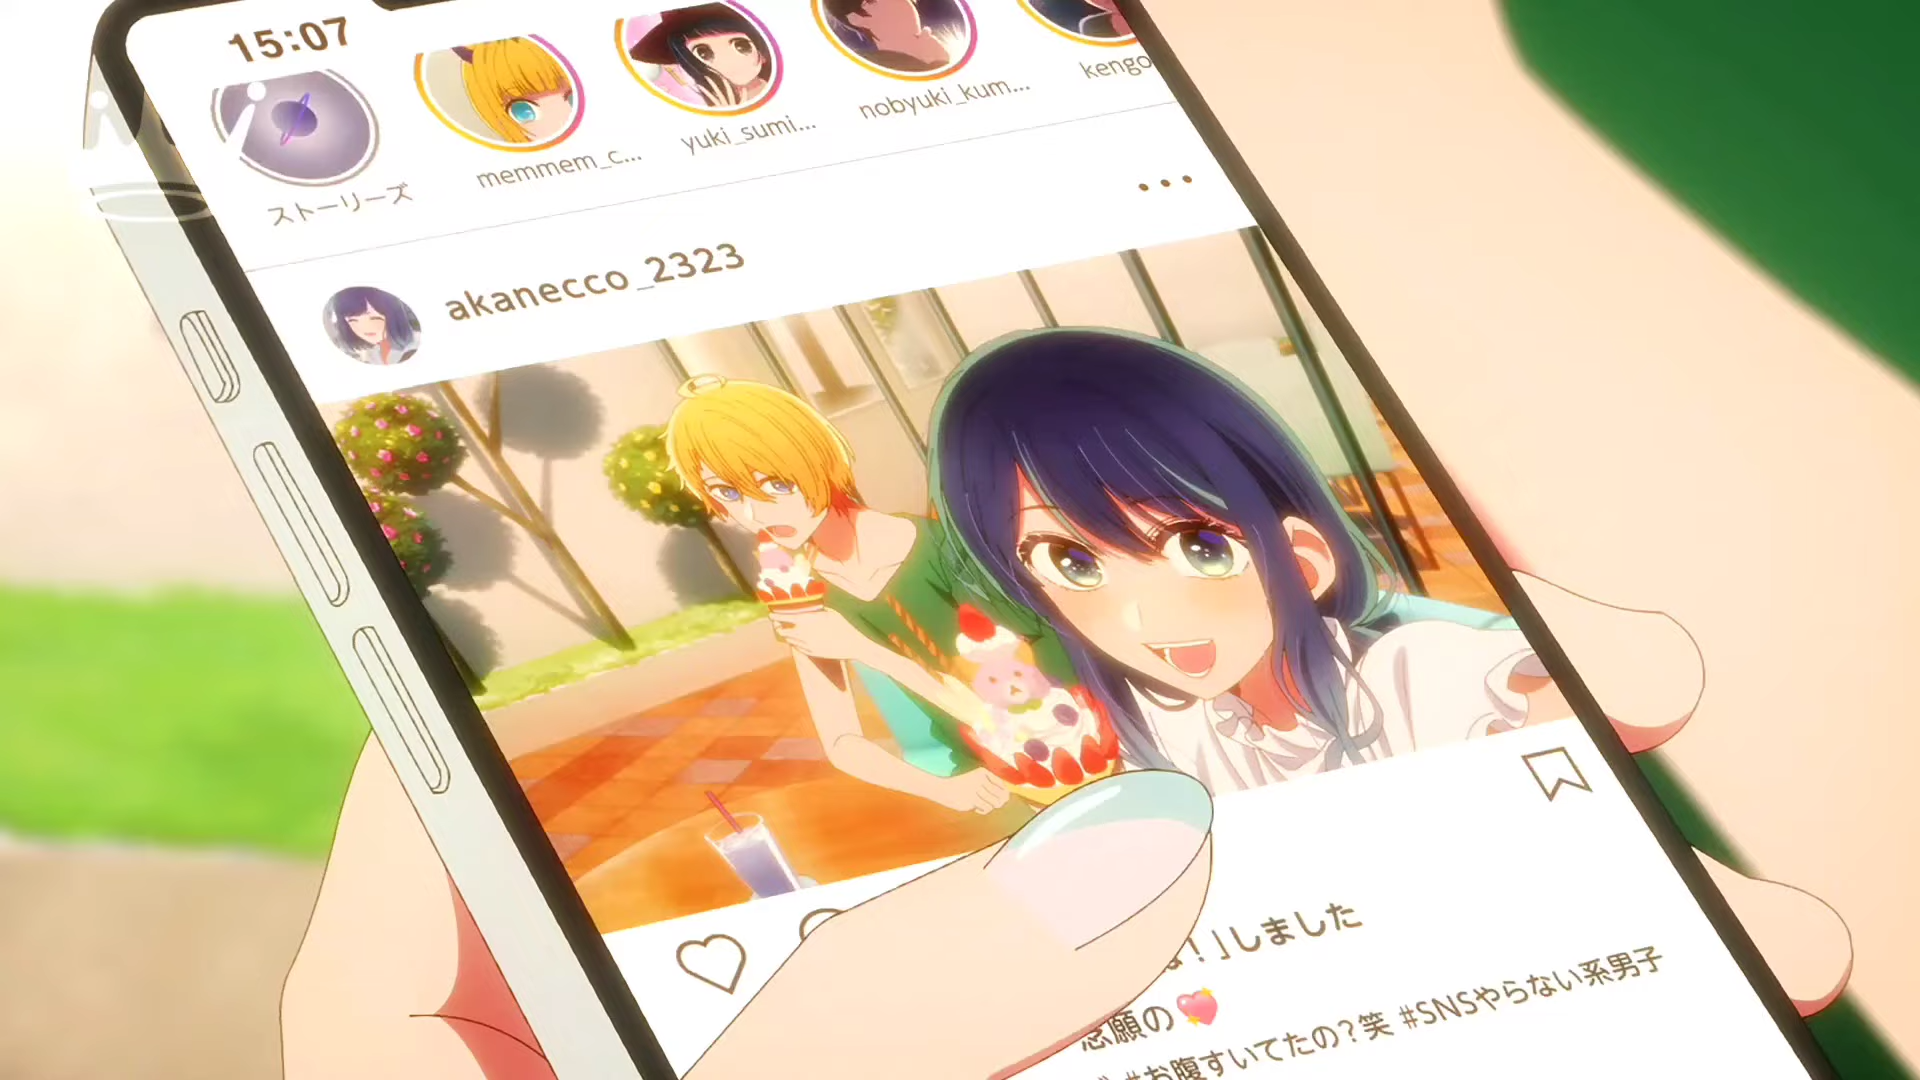 15:07
ストーリーズ
memmem_c...
yuki_sumi...
nobyuki_kum...
kengo
akanecco_2323
!」しました
念願の💖
#お腹すいてたの?笑 #SNSやらない系男子